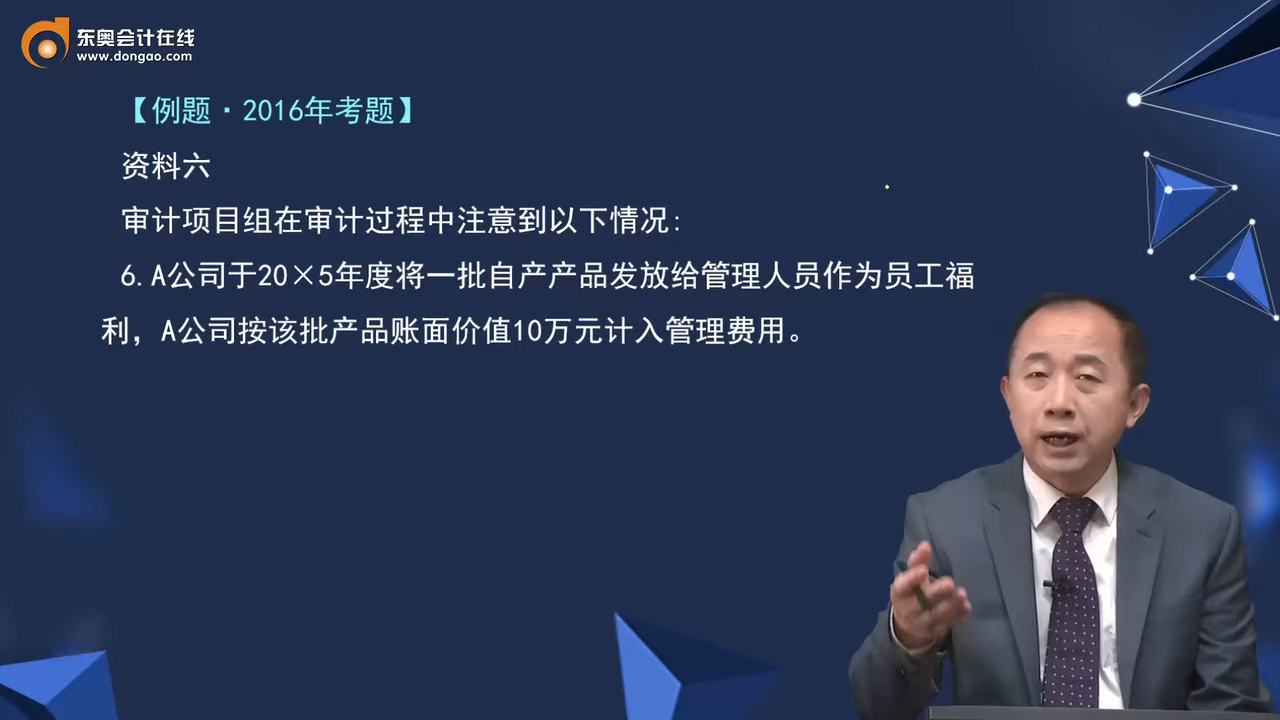 东奥会计在线
www.dongao.com
【例题·2016年考题】
资料六
审计项目组在审计过程中注意到以下情况:
6.A公司于20×5年度将一批自产产品发放给管理人员作为员工福
利，A公司按该批产品账面价值10万元计入管理费用。